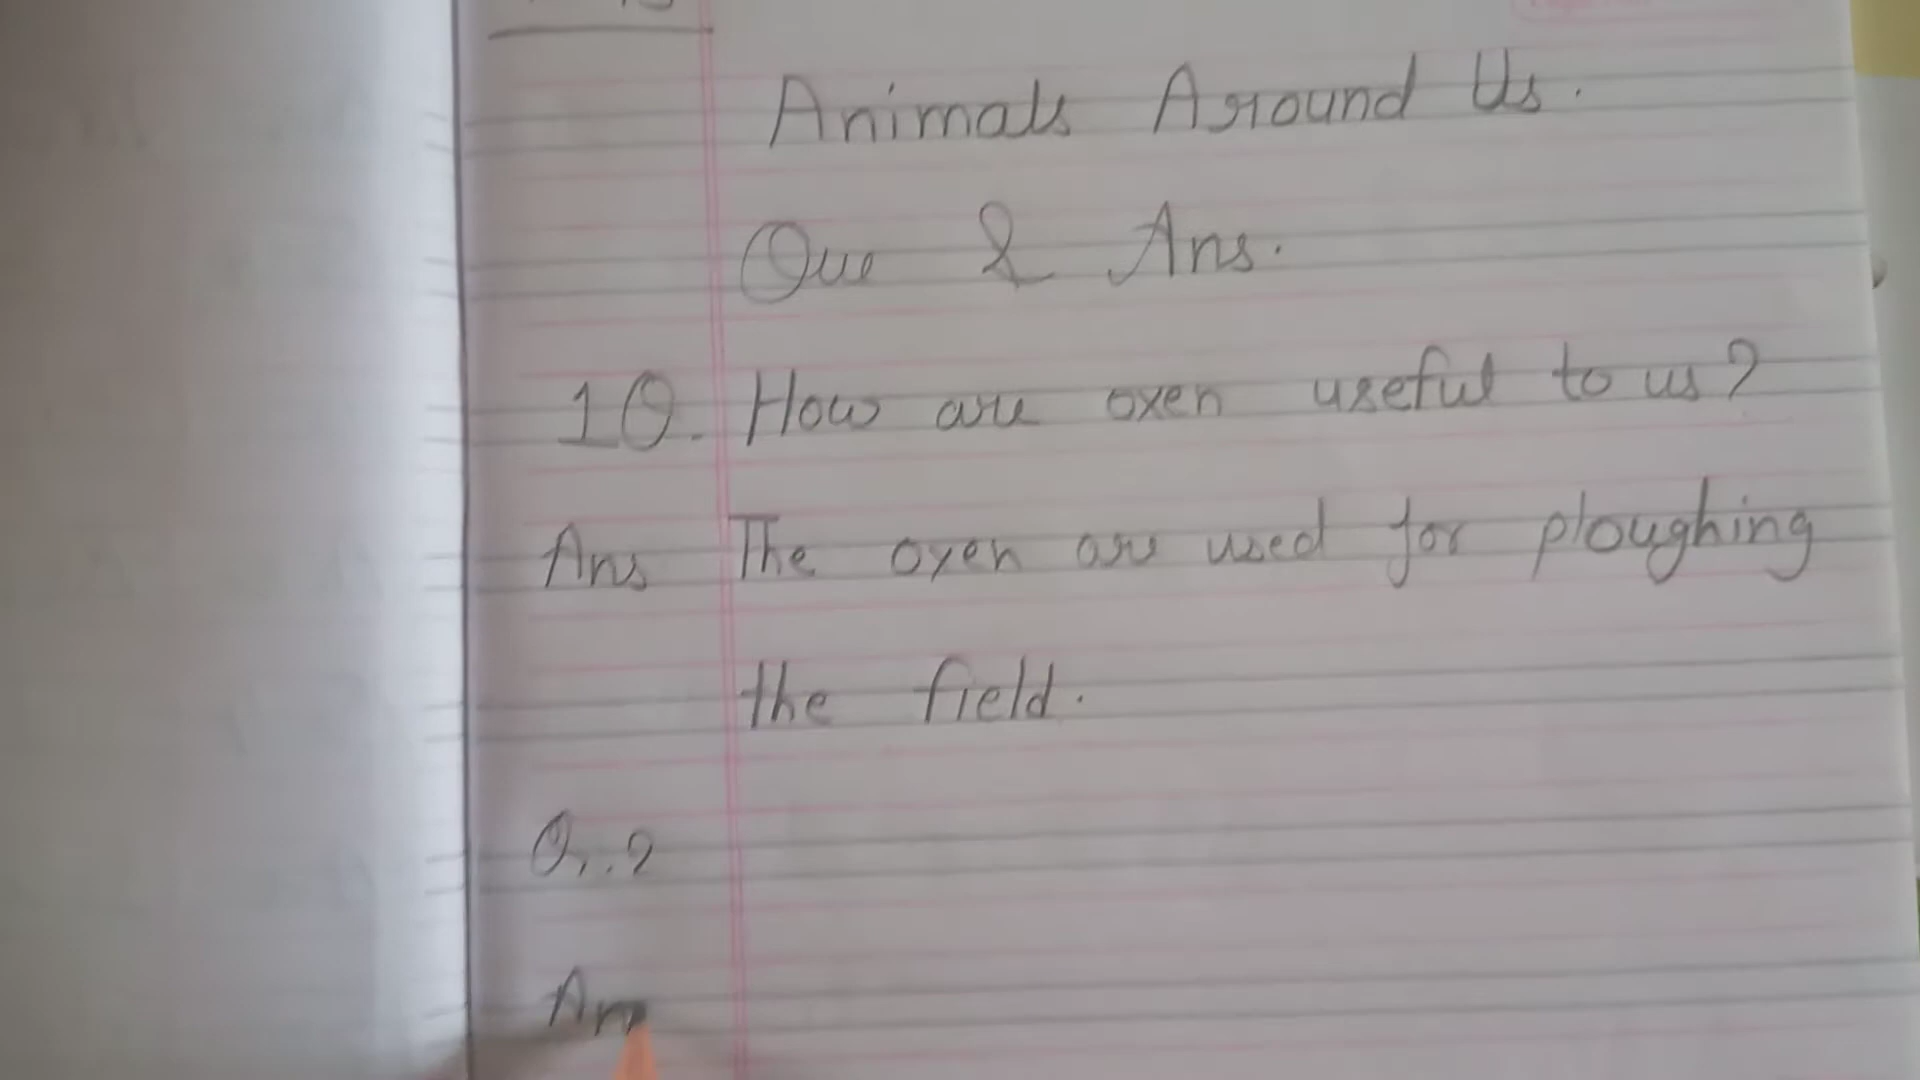 Animals Around Us.
Que & Ans.
1Q. How are oxen useful to us?
Ans The oxen are used for ploughing
the field.
Q..2
An